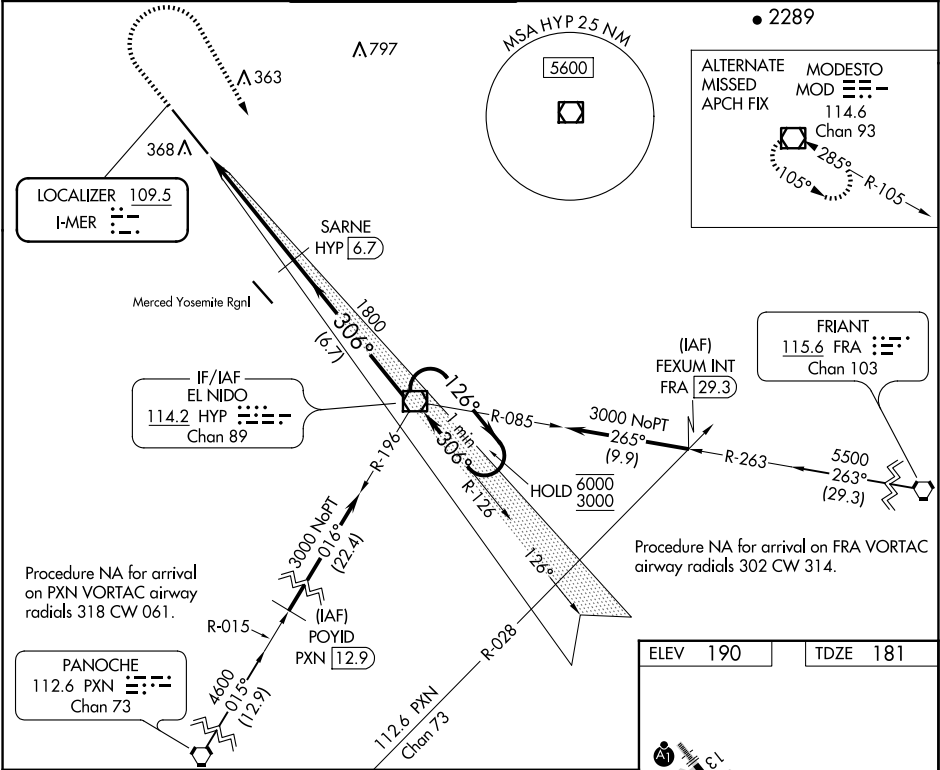 2289
MSA HYP 25 NM
5600
797
363
368
ALTERNATE
MISSED
APCH FIX
MODESTO
MOD
114.6
Chan 93
285°
105°
R-105
LOCALIZER 109.5
I-MER
SARNE
HYP 6.7
Merced Yosemite Rgnl
1800
306°
(6.7)
FRIANT
115.6 FRA
Chan 103
(IAF)
FEXUM INT
FRA 29.3
IF/IAF
EL NIDO
114.2 HYP
Chan 89
126°
1 min
306°
R-126
R-085
3000 NoPT
265°
(9.9)
R-263
5500
263°
(29.3)
HOLD 6000
3000
R-196
3000 NoPT
016°
(22.4)
126°
Procedure NA for arrival on FRA VORTAC
airway radials 302 CW 314.
Procedure NA for arrival
on PXN VORTAC airway
radials 318 CW 061.
R-015
(IAF)
POYID
PXN 12.9
R-028
PANOCHE
112.6 PXN
Chan 73
4600
015°
(12.9)
112.6 PXN
Chan 73
ELEV 190
TDZE 181
A1
13